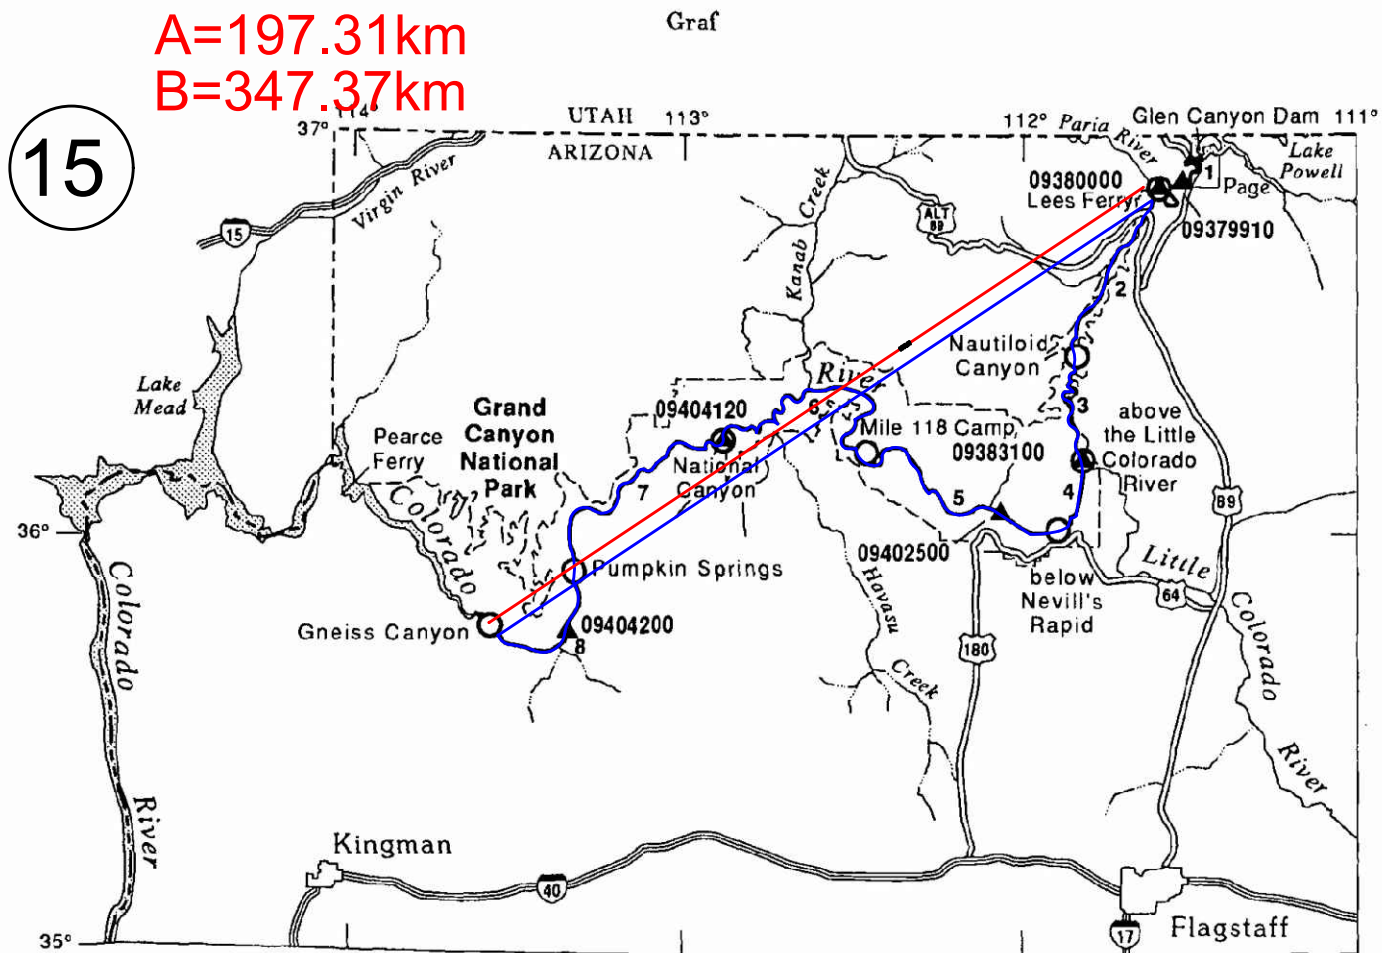 Graf
A=197.31km
B=347.37km
15
114°
UTAH
113°
112°
Paria River
Glen Canyon Dam
111°
37°
ARIZONA
Lake
Powell
Virgin River
15
Kanab Creek
ALT
89
09380000
Lees Ferry
1
Page
09379910
2
Nautiloid
Canyon
3
River
6
Lake
Mead
Grand
Canyon
National
Park
09404120
Mile 118 Camp
09383100
above
the Little
Colorado
River
Pearce
Ferry
National
Canyon
7
5
4
89
36°
Colorado
09402500
Little
Colorado
River
Pumpkin Springs
below
Nevill's
Rapid
64
Gneiss Canyon
09404200
8
Havasu
Creek
180
Colorado
River
Kingman
40
Flagstaff
17
35°